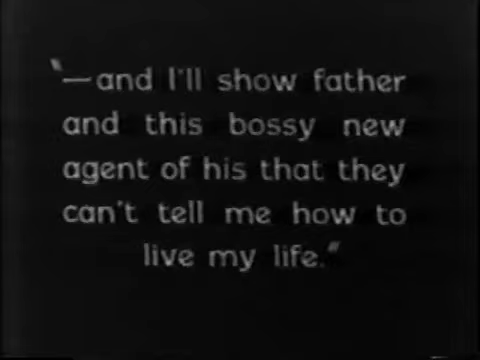 "—and I'll show father
and this bossy new
agent of his that they
can't tell me how to
live my life."